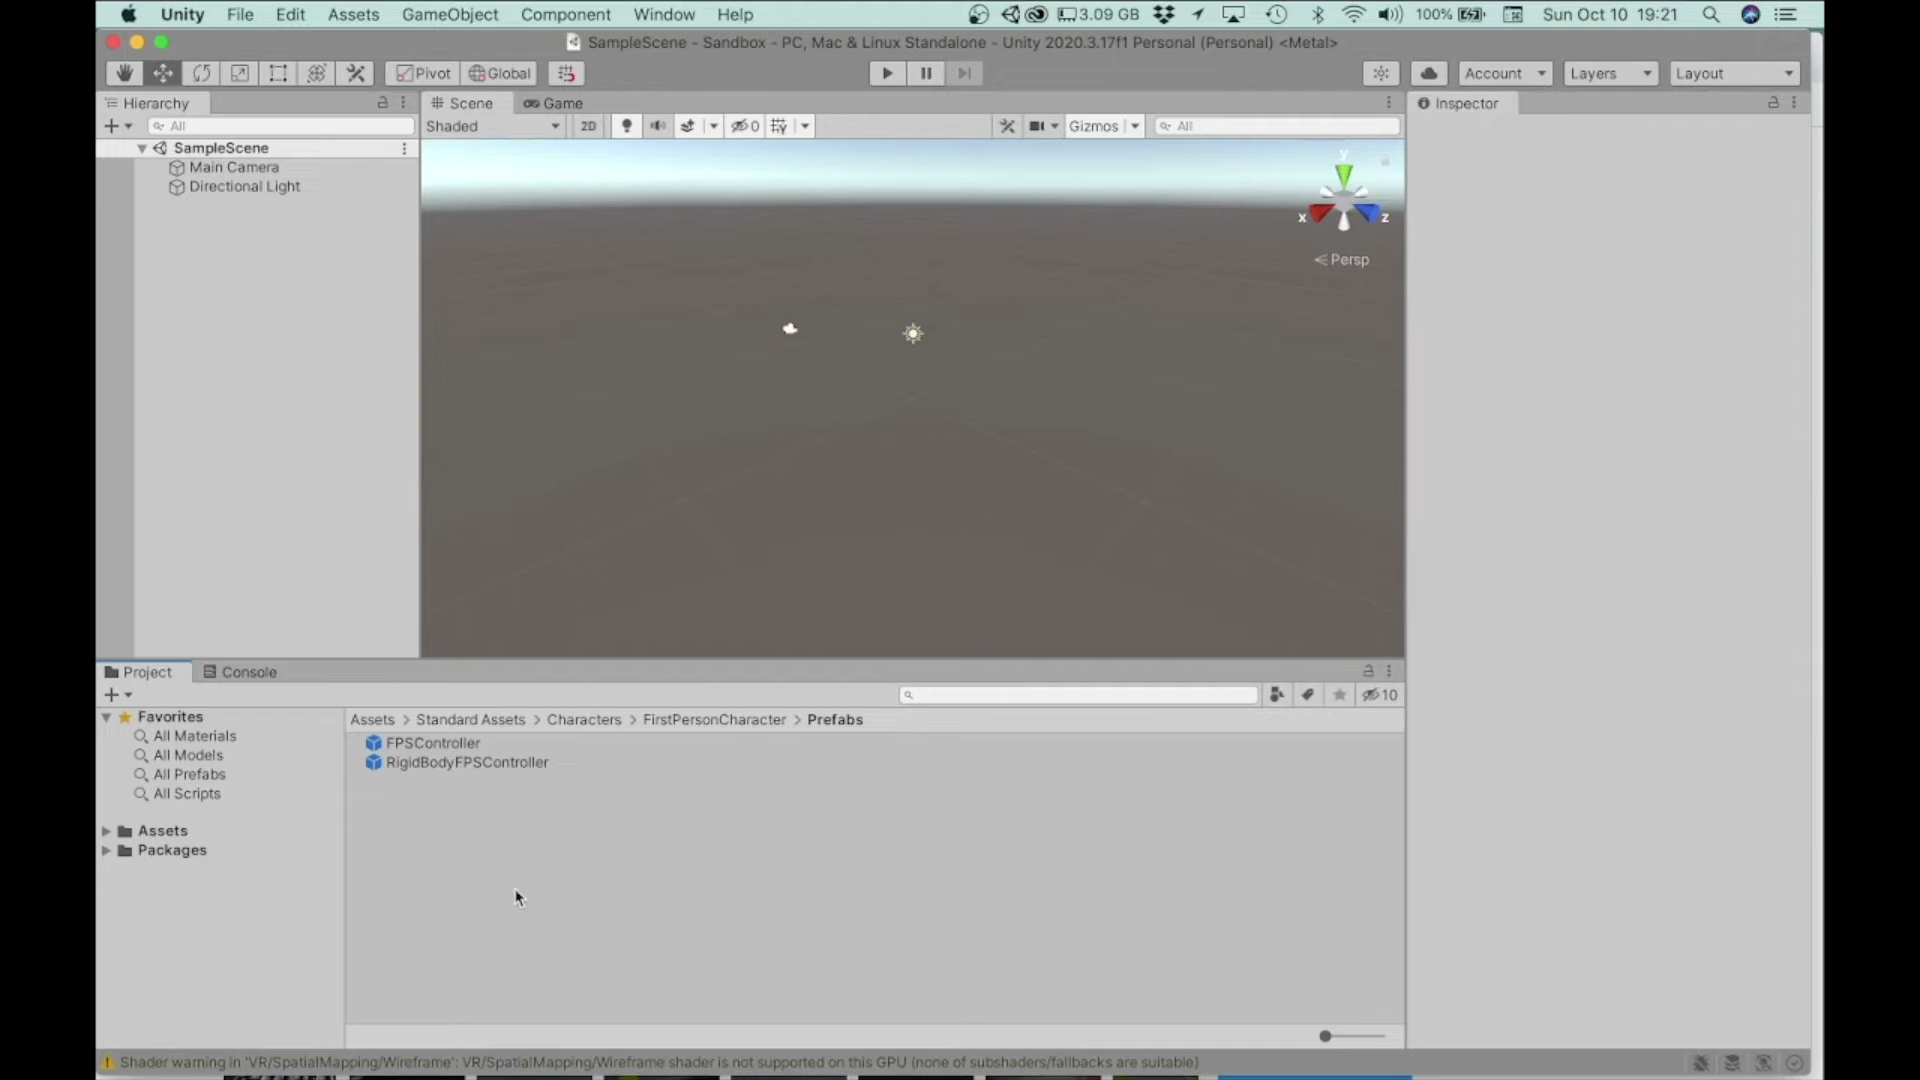 Unity File Edit Assets GameObject Component Window Help 3.09 GB 100% Sun Oct 10 19:21
SampleScene - Sandbox - PC, Mac & Linux Standalone - Unity 2020.3.17f1 Personal (Personal) <Metal>
Pivot Global Account Layers Layout
Hierarchy Scene Game Inspector
All Shaded 2D 0 Gizmos All
SampleScene
Main Camera
Directional Light
y
x z
Persp
Project Console
10
Favorites
All Materials
All Models
All Prefabs
All Scripts
Assets
Packages
Assets > Standard Assets > Characters > FirstPersonCharacter > Prefabs
FPSController
RigidBodyFPSController
Shader warning in 'VR/SpatialMapping/Wireframe': VR/SpatialMapping/Wireframe shader is not supported on this GPU (none of subshaders/fallbacks are suitable)